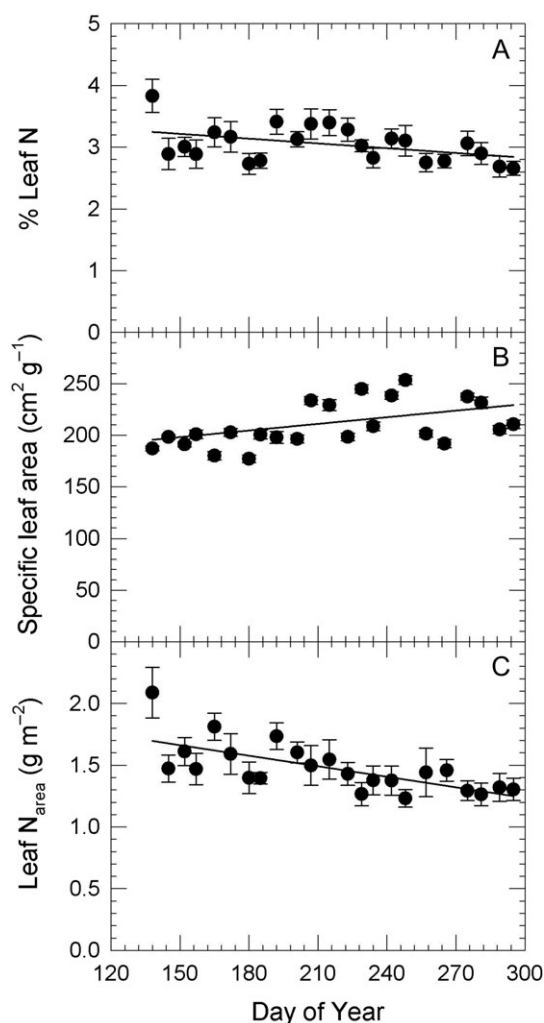 A
% Leaf N
5
4
3
2
1
0
B
Specific leaf area (cm² g⁻¹)
250
200
150
100
50
0
C
Leaf N_area (g m⁻²)
2.0
1.5
1.0
0.5
0.0
120 150 180 210 240 270 300
Day of Year